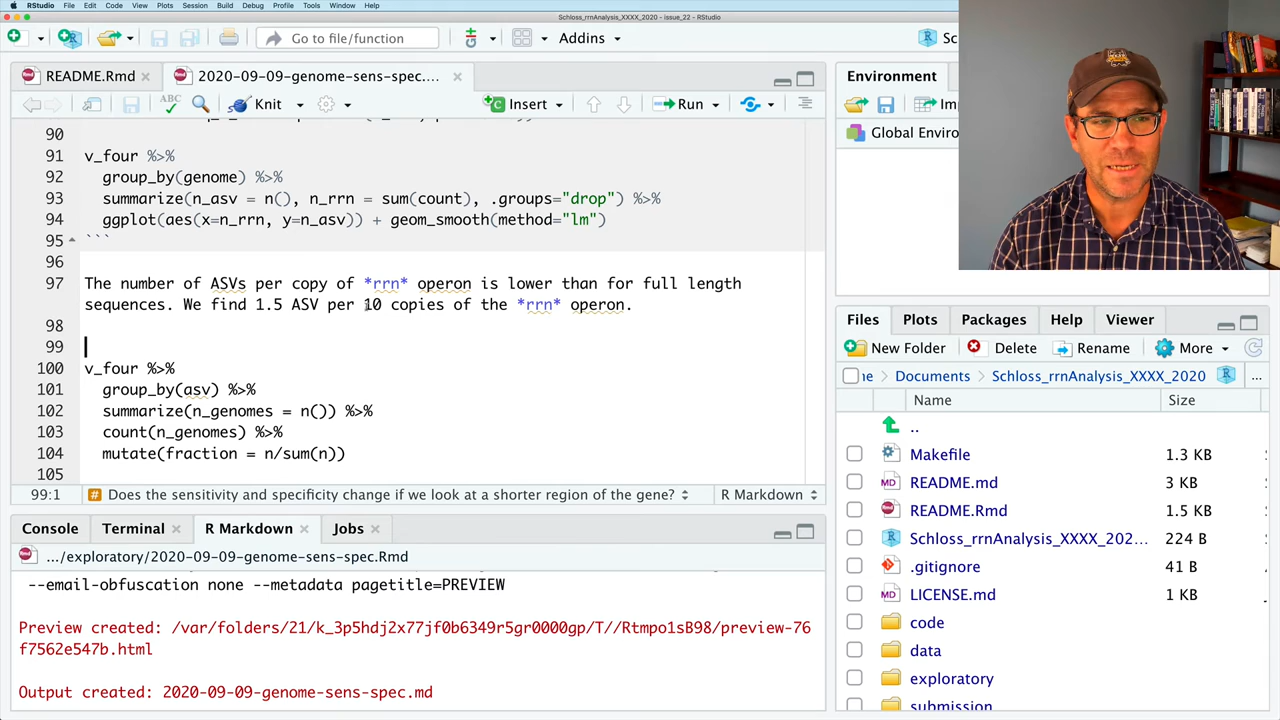 RStudio File Edit Code View Plots Session Build Debug Profile Tools Window Help
Schloss_rrnAnalysis_XXXX_2020 - issue_22 - RStudio
Go to file/function Addins Sc
README.Rmd 2020-09-09-genome-sens-spec....
ABC Knit Insert Run
90
91 v_four %>%
92 group_by(genome) %>%
93 summarize(n_asv = n(), n_rrn = sum(count), .groups="drop") %>%
94 ggplot(aes(x=n_rrn, y=n_asv)) + geom_smooth(method="lm")
95 ```
96
97 The number of ASVs per copy of *rrn* operon is lower than for full length
sequences. We find 1.5 ASV per 10 copies of the *rrn* operon.
98
99
100 v_four %>%
101 group_by(asv) %>%
102 summarize(n_genomes = n()) %>%
103 count(n_genomes) %>%
104 mutate(fraction = n/sum(n))
105
99:1 # Does the sensitivity and specificity change if we look at a shorter region of the gene? R Markdown
Console Terminal R Markdown Jobs
.../exploratory/2020-09-09-genome-sens-spec.Rmd
--email-obfuscation none --metadata pagetitle=PREVIEW
Preview created: /var/folders/21/k_3p5hdj2x77jf0b6349r5gr0000gp/T//Rtmpo1sB98/preview-76
f7562e547b.html
Output created: 2020-09-09-genome-sens-spec.md
Environment
Im
Global Enviro
Files Plots Packages Help Viewer
New Folder Delete Rename More
me Documents Schloss_rrnAnalysis_XXXX_2020 ...
Name Size
..
Makefile 1.3 KB
README.md 3 KB
README.Rmd 1.5 KB
Schloss_rrnAnalysis_XXXX_202... 224 B
.gitignore 41 B
LICENSE.md 1 KB
code
data
exploratory
submission